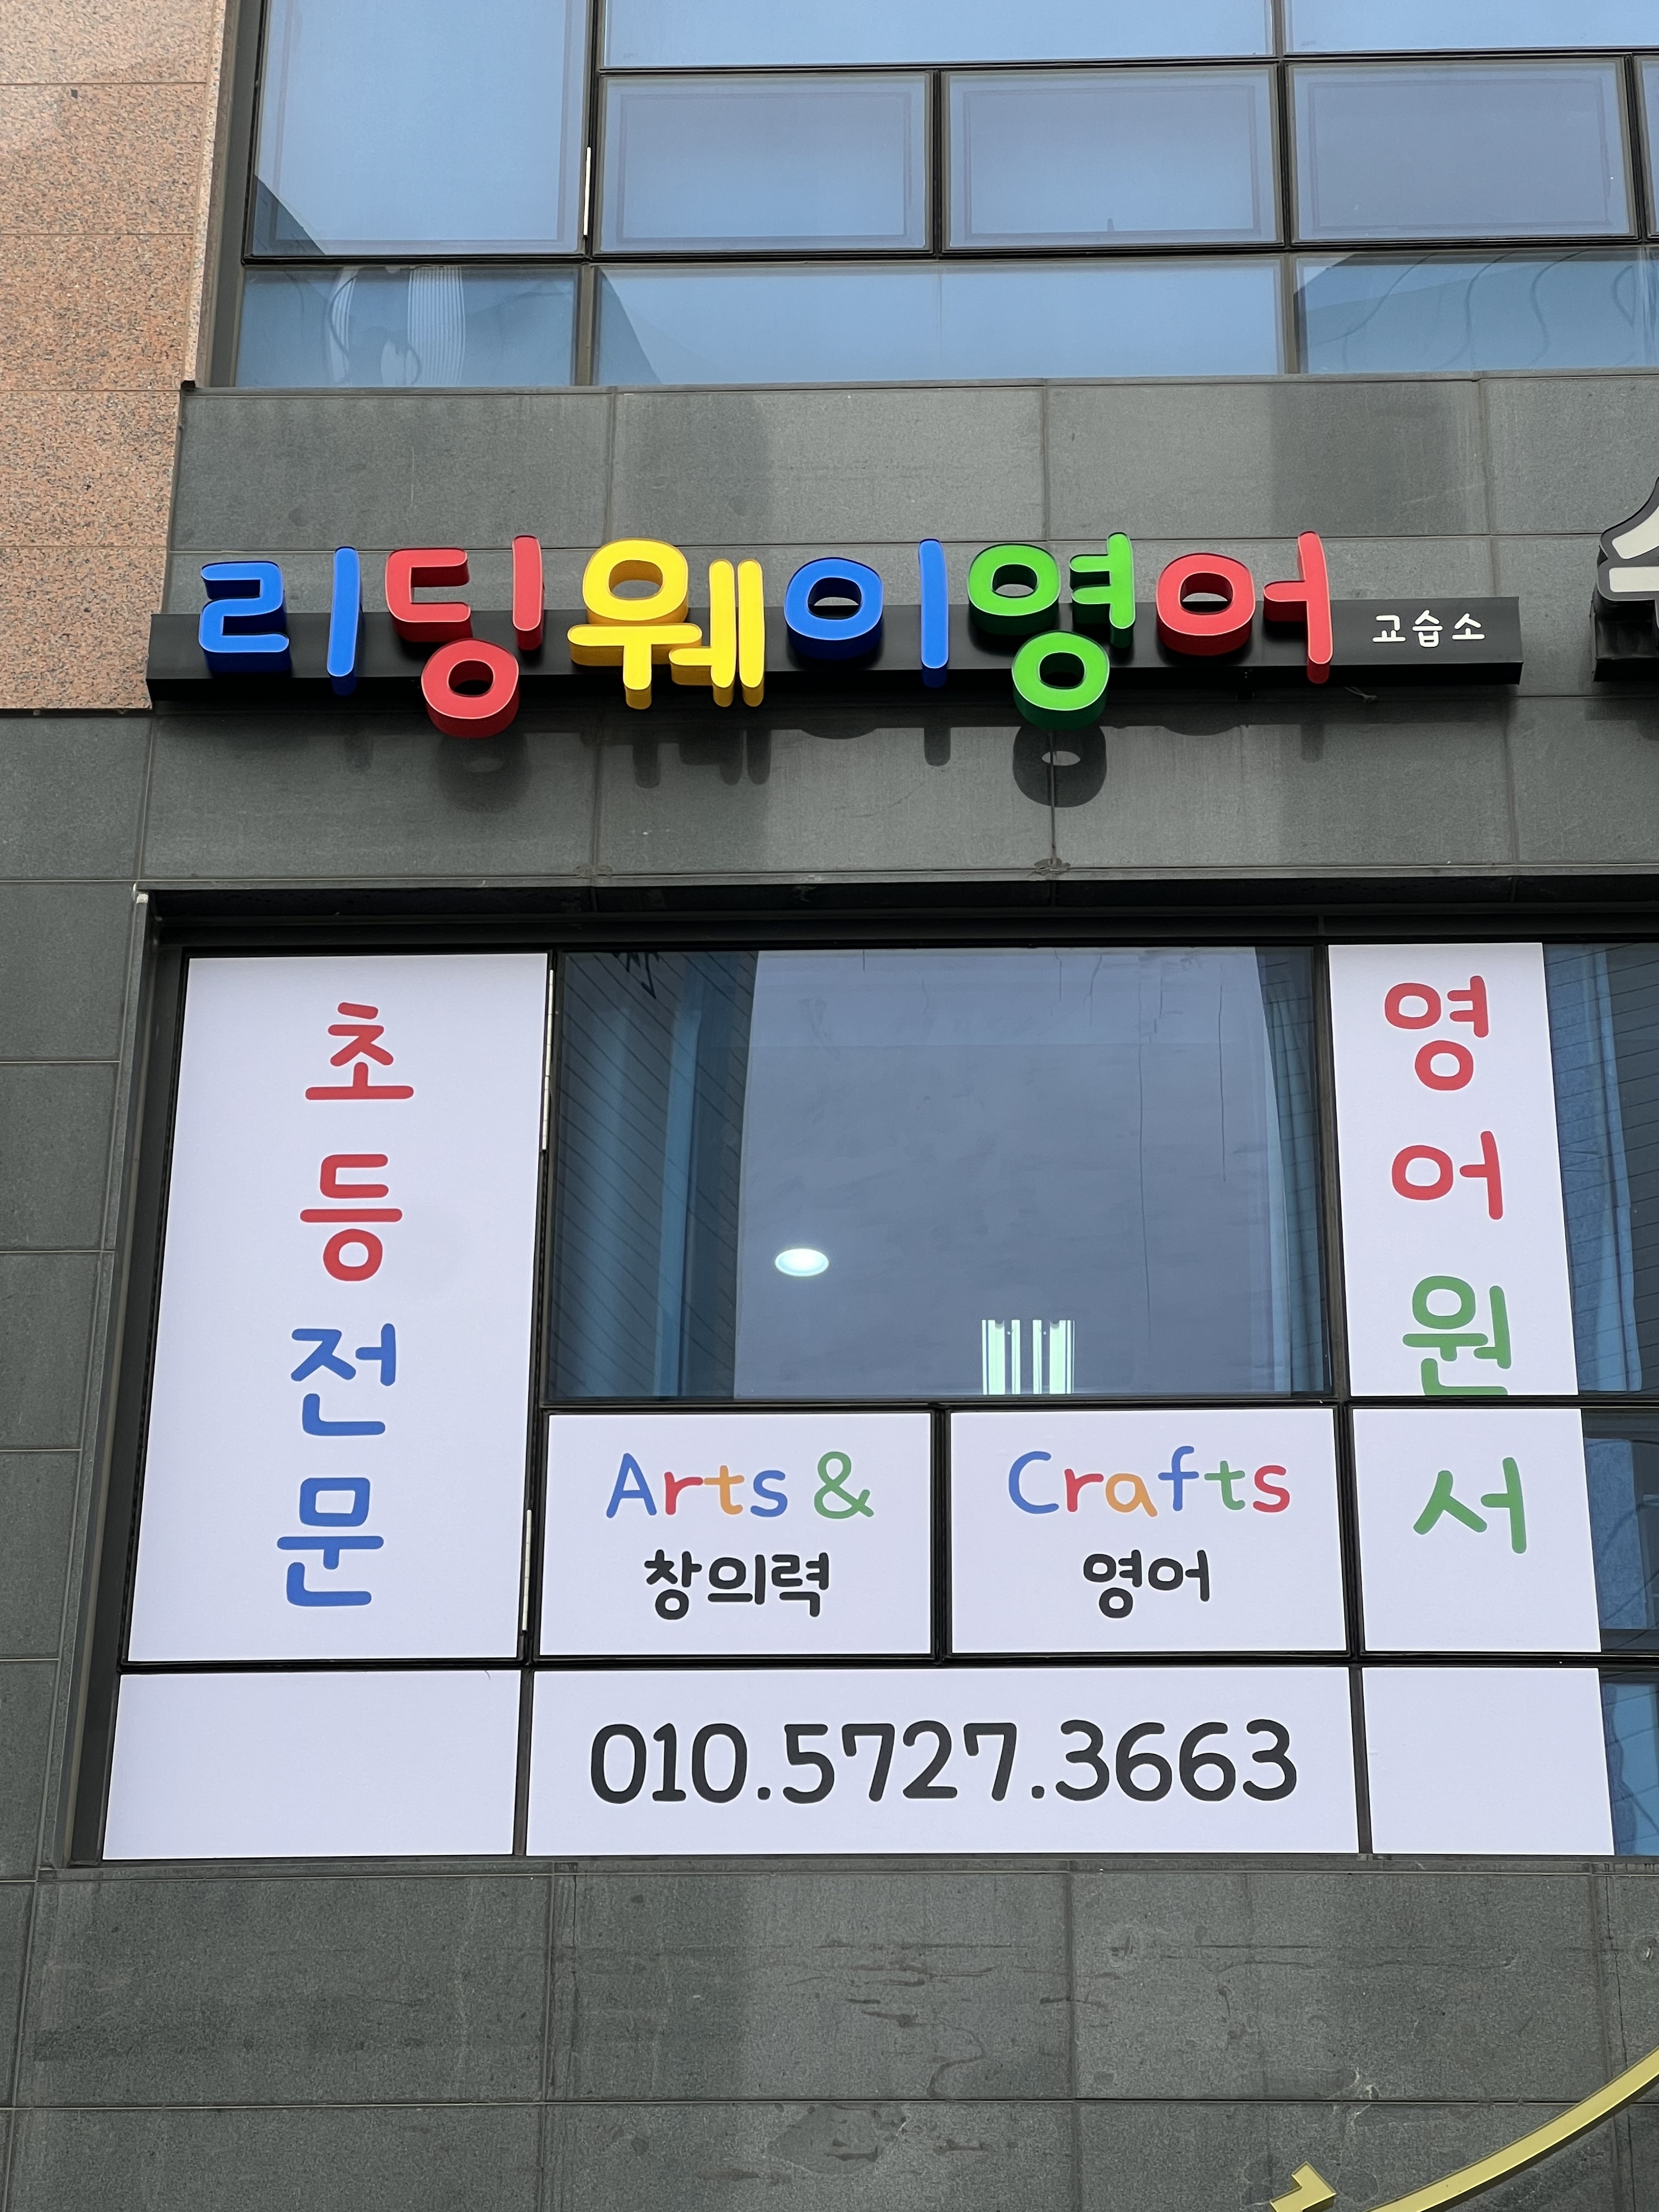 리딩웨이영어 교습소
초등전문
영어원서
Arts & Crafts
창의력 영어
010.5727.3663